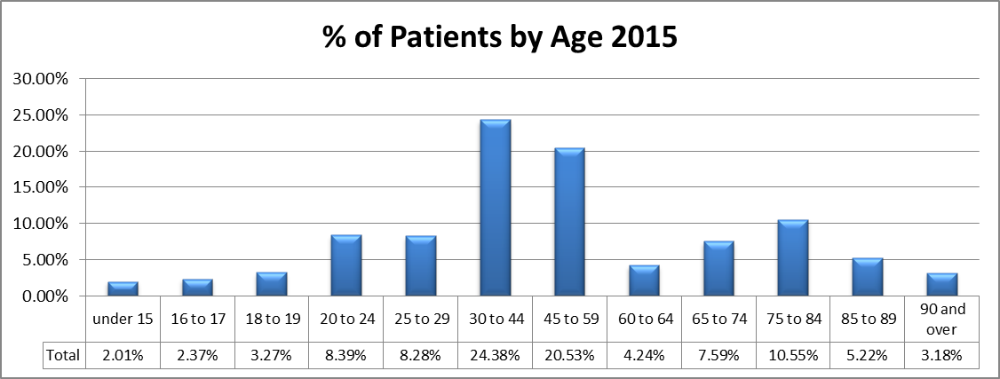 % of Patients by Age 2015
30.00%
25.00%
20.00%
15.00%
10.00%
5.00%
0.00%
under 15 16 to 17 18 to 19 20 to 24 25 to 29 30 to 44 45 to 59 60 to 64 65 to 74 75 to 84 85 to 89 90 and
over
Total 2.01% 2.37% 3.27% 8.39% 8.28% 24.38% 20.53% 4.24% 7.59% 10.55% 5.22% 3.18%